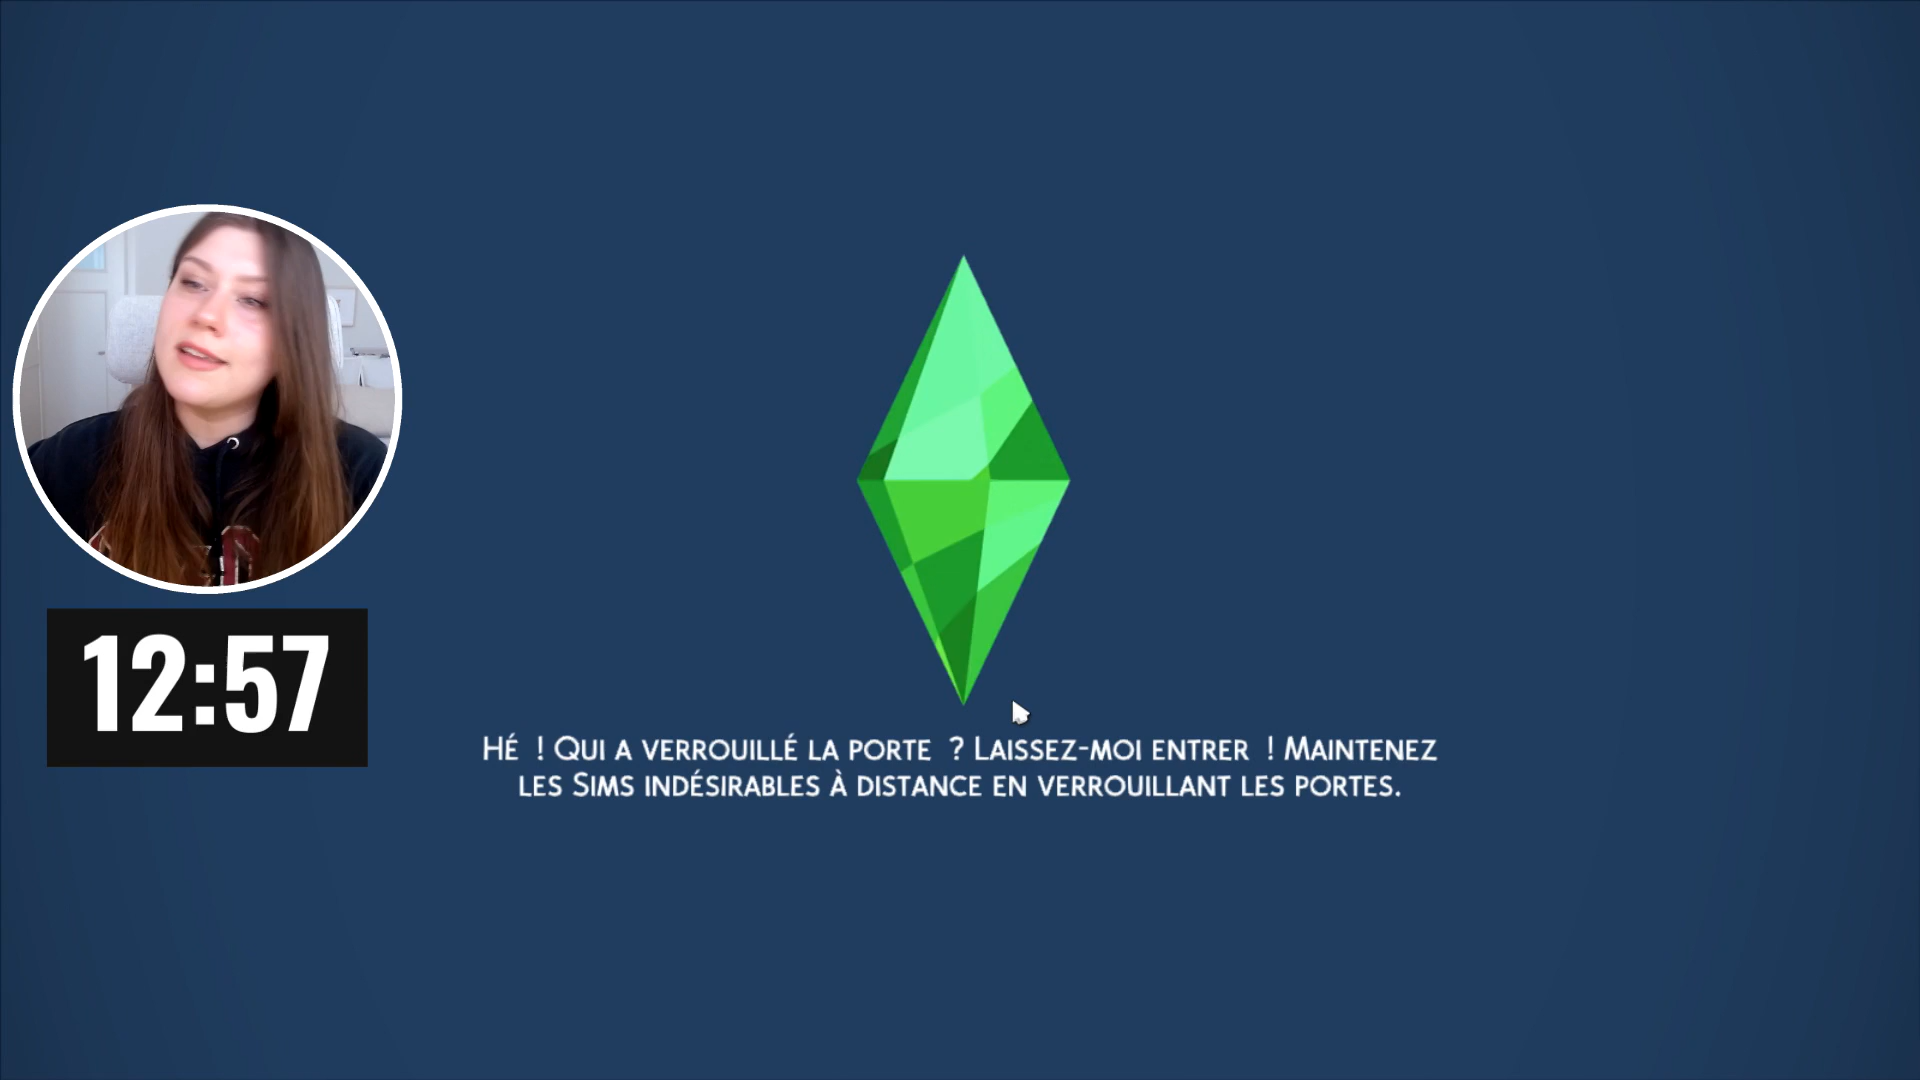 12:57
Hé  ! Qui a verrouillé la porte  ? Laissez-moi entrer  ! Maintenez
les Sims indésirables à distance en verrouillant les portes.